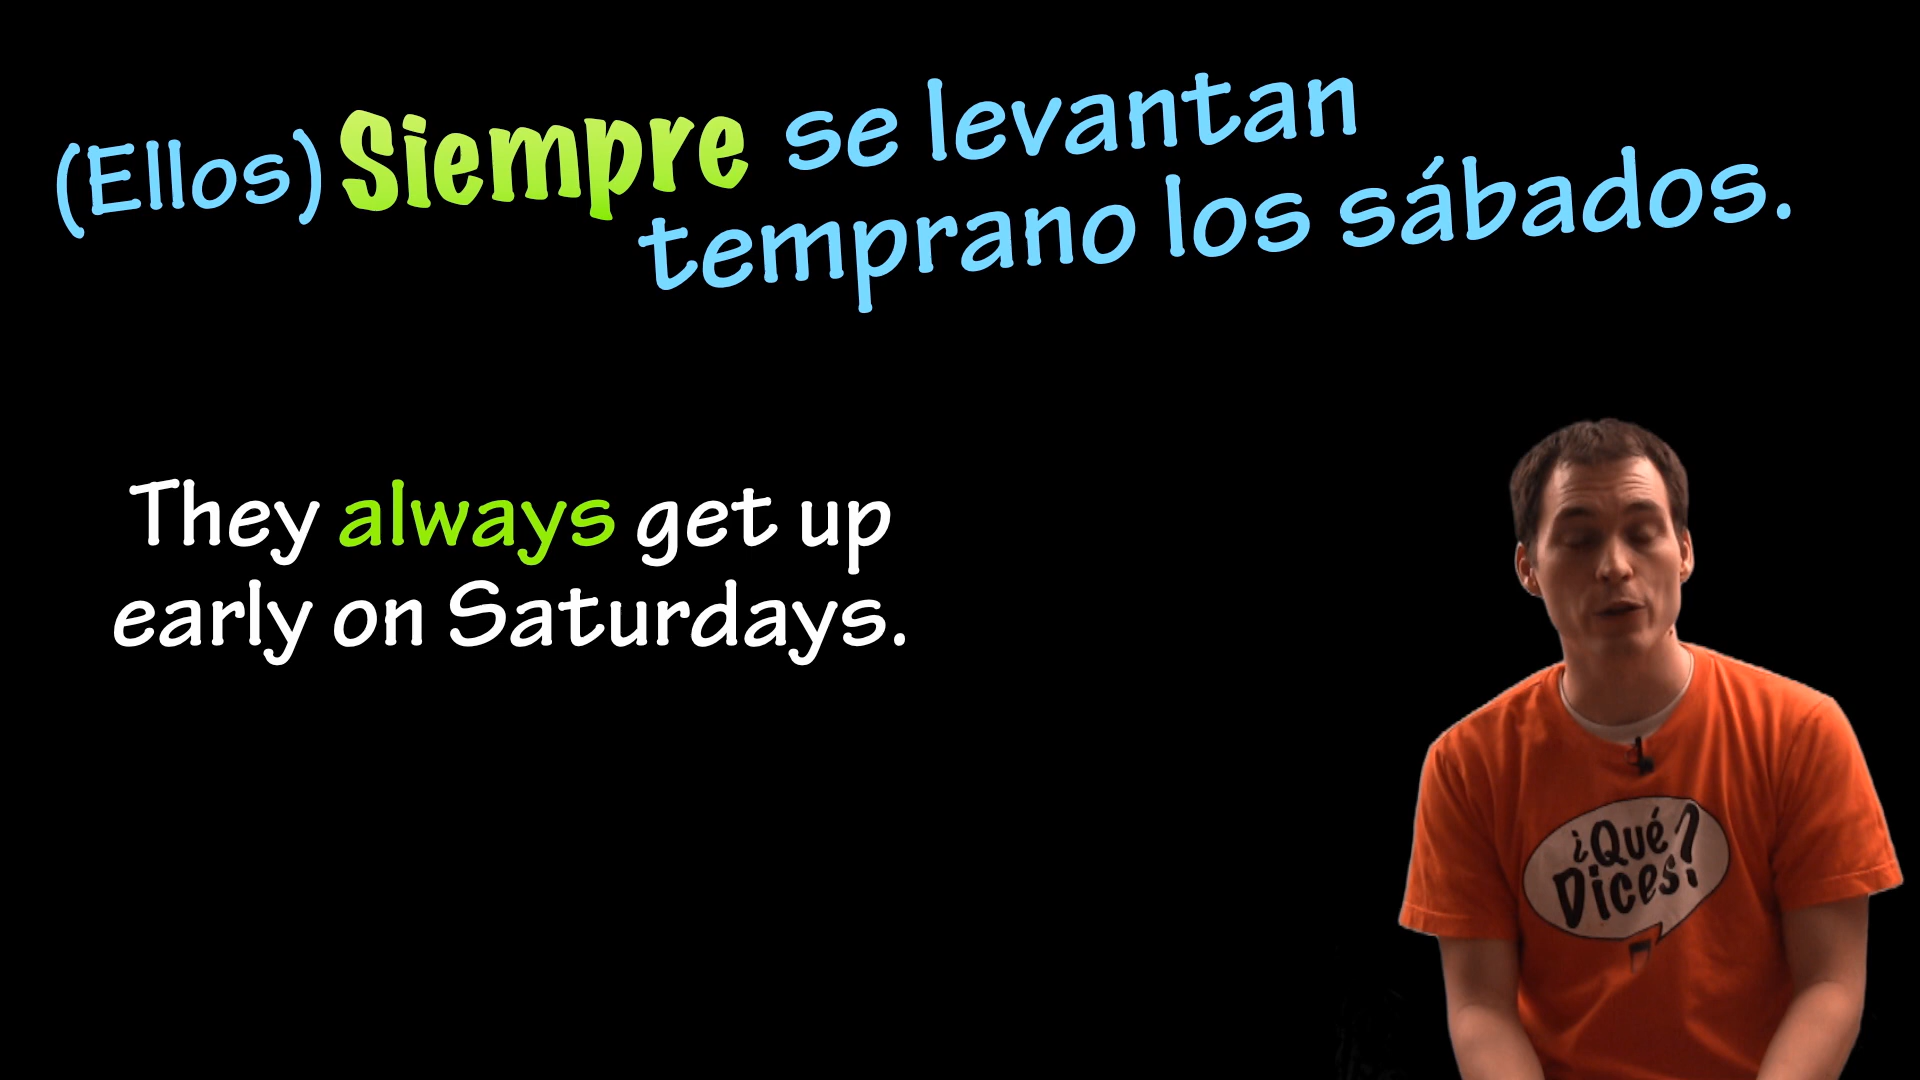 (Ellos) Siempre se levantan
temprano los sábados.
They always get up
early on Saturdays.
¿Qué
Dices?